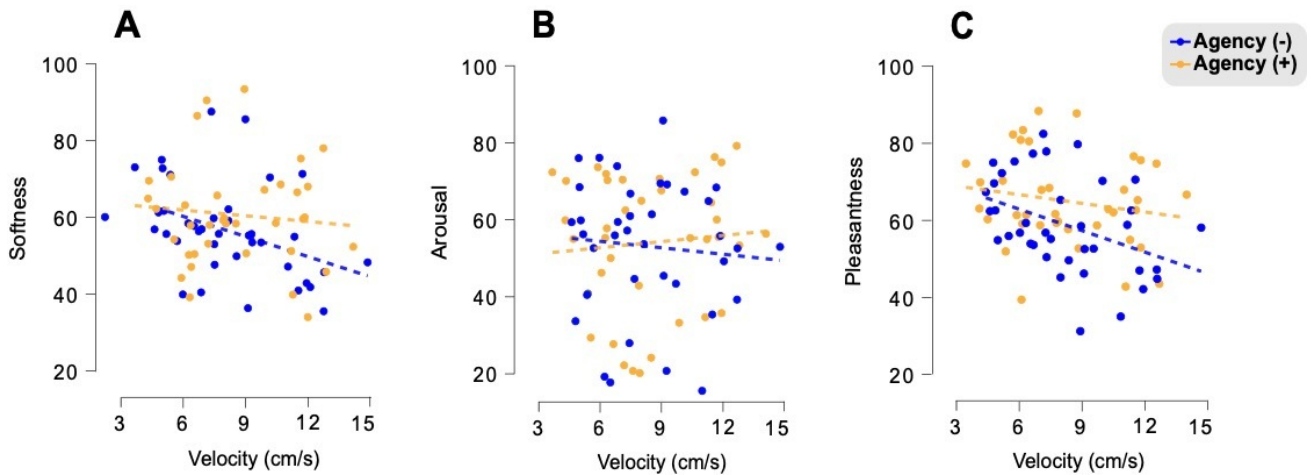 A
B
C
Agency (-)
Agency (+)
Softness
100
80
60
40
20
3 6 9 12 15
Velocity (cm/s)
Arousal
100
80
60
40
20
3 6 9 12 15
Velocity (cm/s)
Pleasantness
100
80
60
40
20
3 6 9 12 15
Velocity (cm/s)